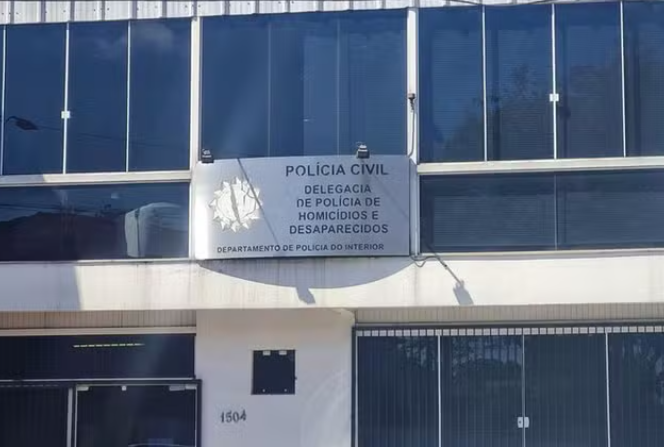 POLÍCIA CIVIL
DELEGACIA
DE POLÍCIA DE
HOMICÍDIOS E
DESAPARECIDOS
DEPARTAMENTO DE POLÍCIA DO INTERIOR
1504